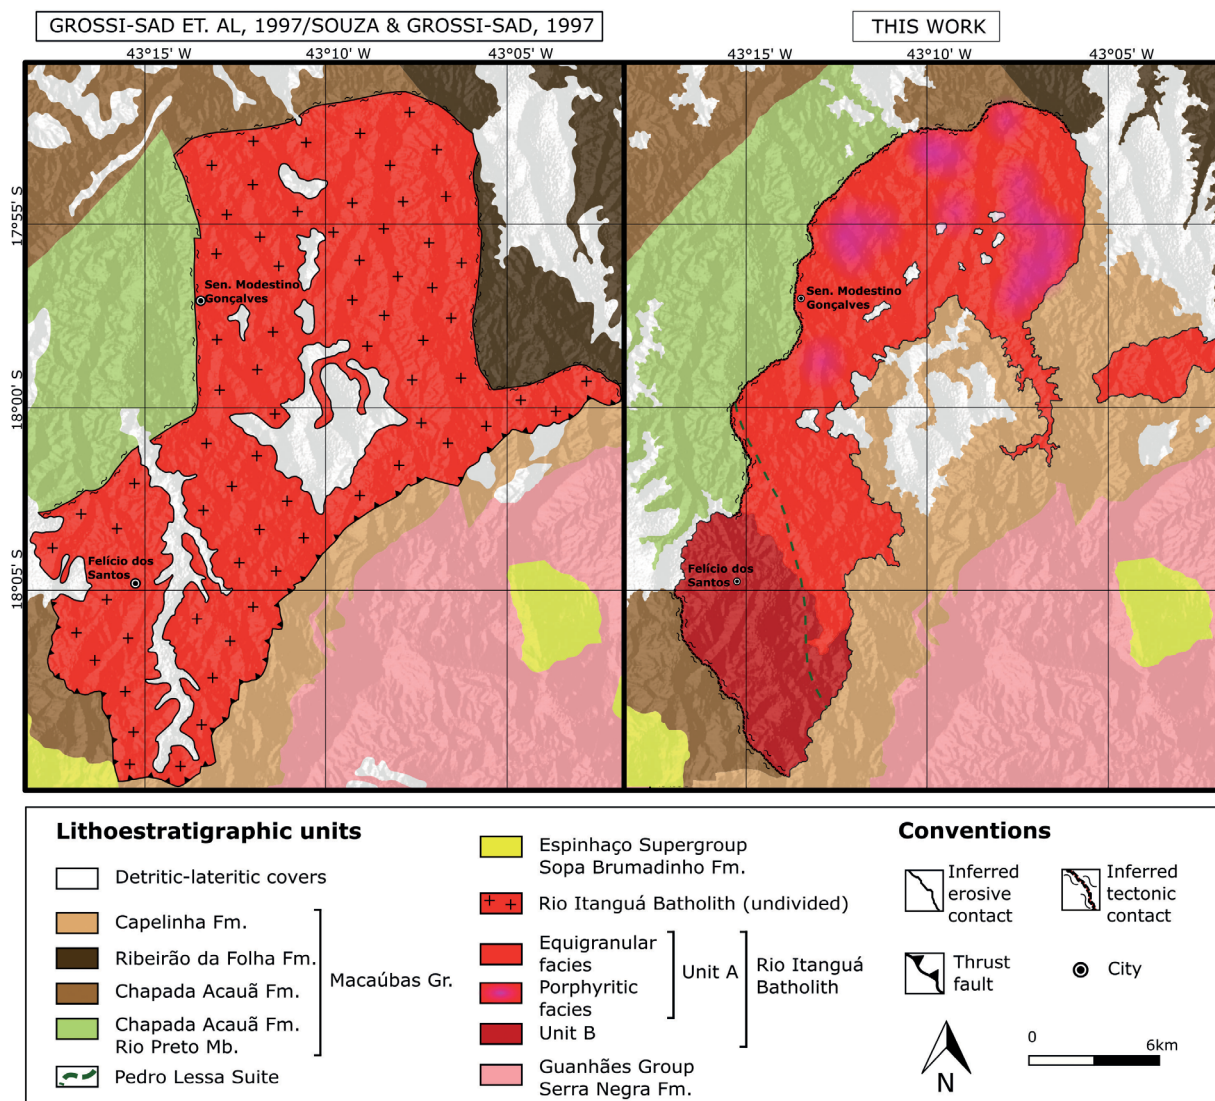 GROSSI-SAD ET. AL, 1997/SOUZA & GROSSI-SAD, 1997
THIS WORK
43°15' W
43°10' W
43°05' W
43°15' W
43°10' W
43°05' W
17°55' S
18°00' S
18°05' S
Sen. Modestino
Gonçalves
Felício dos
Santos
Sen. Modestino
Gonçalves
Felício dos
Santos
Lithoestratigraphic units
Detritic-lateritic covers
Capelinha Fm.
Ribeirão da Folha Fm.
Chapada Acauã Fm.
Chapada Acauã Fm.
Rio Preto Mb.
Macaúbas Gr.
Pedro Lessa Suite
Espinhaço Supergroup
Sopa Brumadinho Fm.
Rio Itanguá Batholith (undivided)
Equigranular
facies
Porphyritic
facies
Unit A
Unit B
Rio Itanguá
Batholith
Guanhães Group
Serra Negra Fm.
Conventions
Inferred
erosive
contact
Inferred
tectonic
contact
Thrust
fault
City
N
0
6km